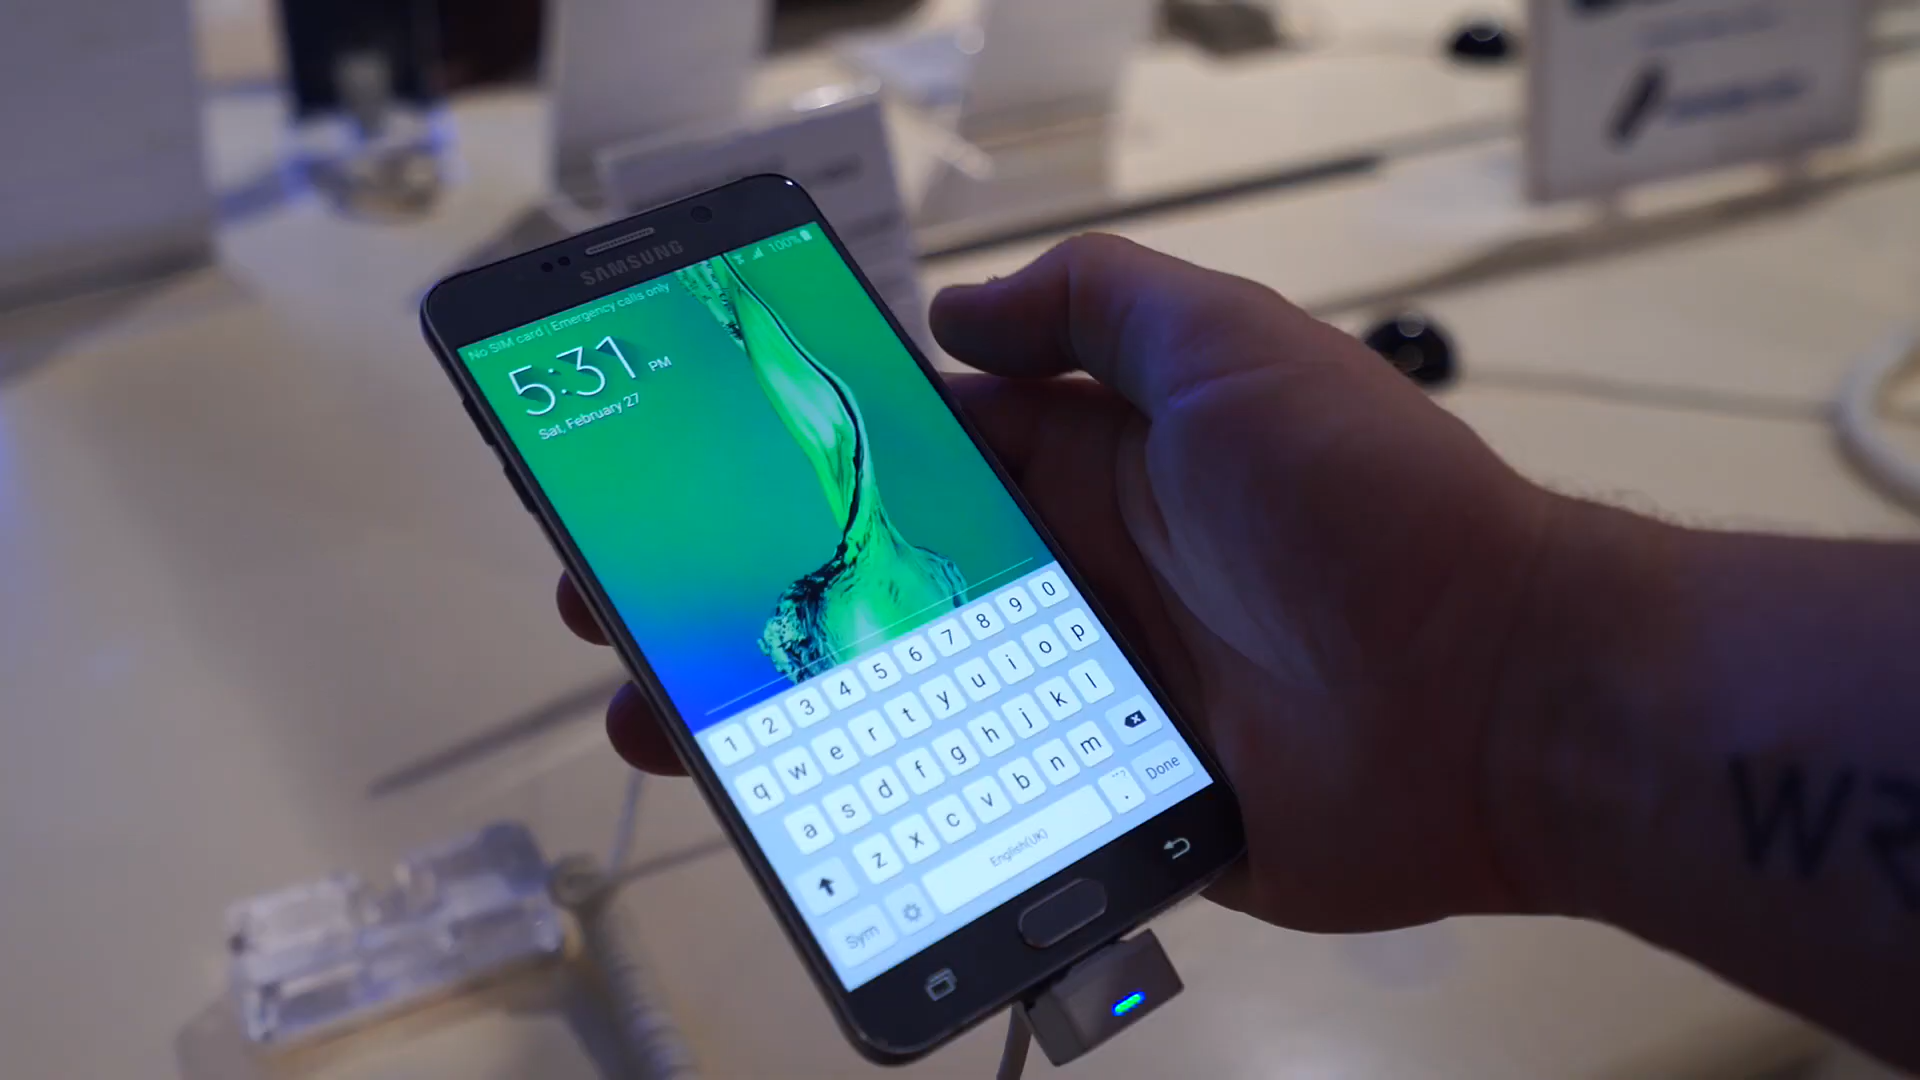 SAMSUNG
100%
No SIM card | Emergency calls only
5:31 PM
Sat, February 27
1 2 3 4 5 6 7 8 9 0
q w e r t y u i o p
a s d f g h j k l
z x c v b n m
Sym English(UK) . Done
W